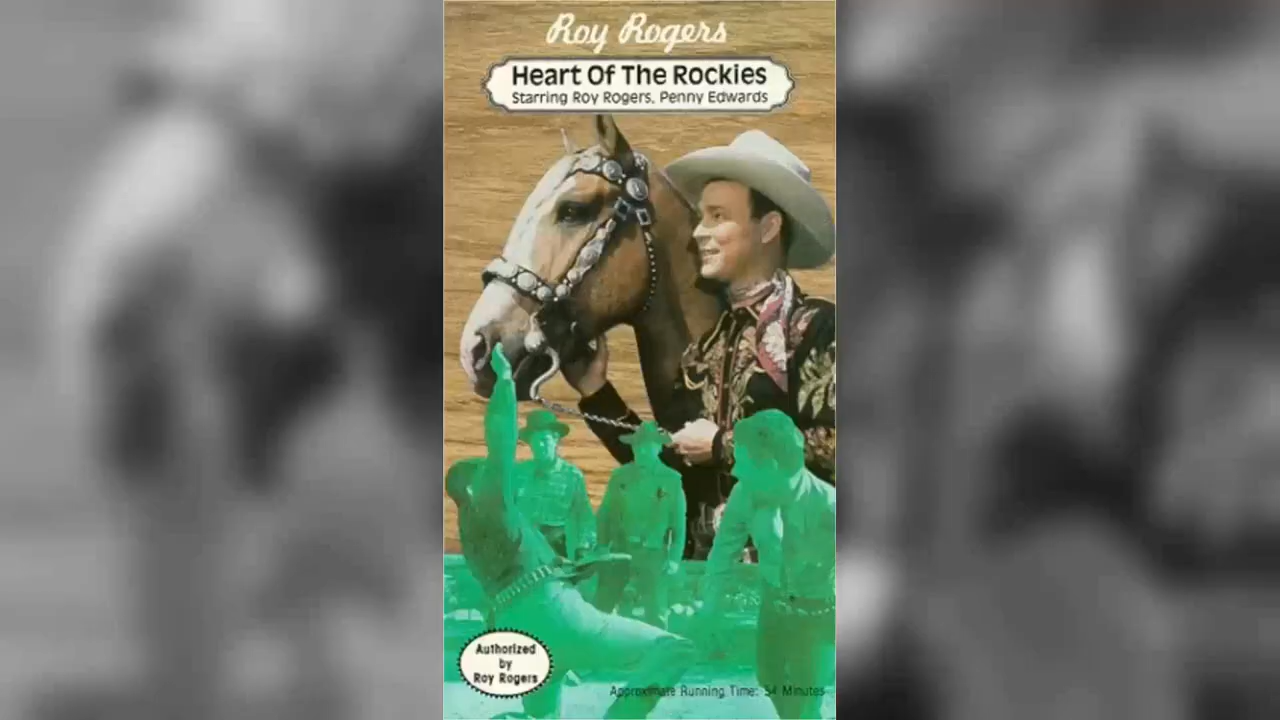 Roy Rogers
Heart Of The Rockies
Starring Roy Rogers, Penny Edwards
Authorized
by
Roy Rogers
Approximate Running Time: 54 Minutes